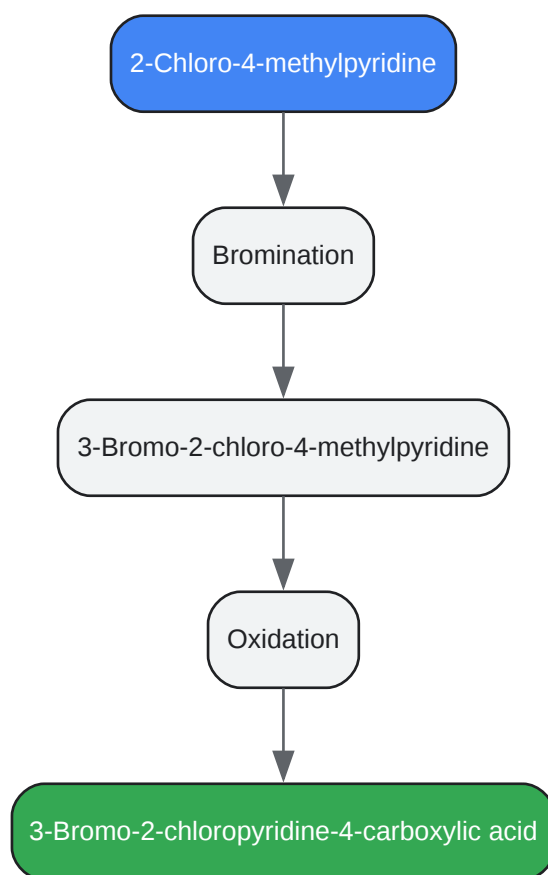 2-Chloro-4-methylpyridine
Bromination
3-Bromo-2-chloro-4-methylpyridine
Oxidation
3-Bromo-2-chloropyridine-4-carboxylic acid